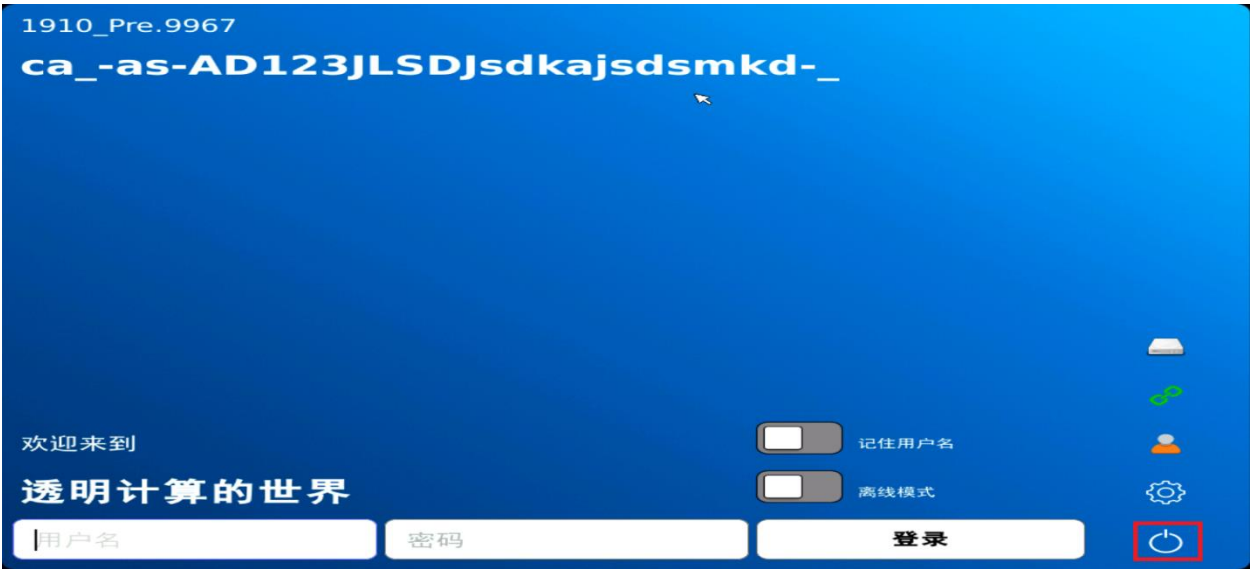 1910_Pre.9967
ca_-as-AD123JLSDJsdkajsdsmkd-_
欢迎来到
记住用户名
透明计算的世界
离线模式
用户名
密码
登录